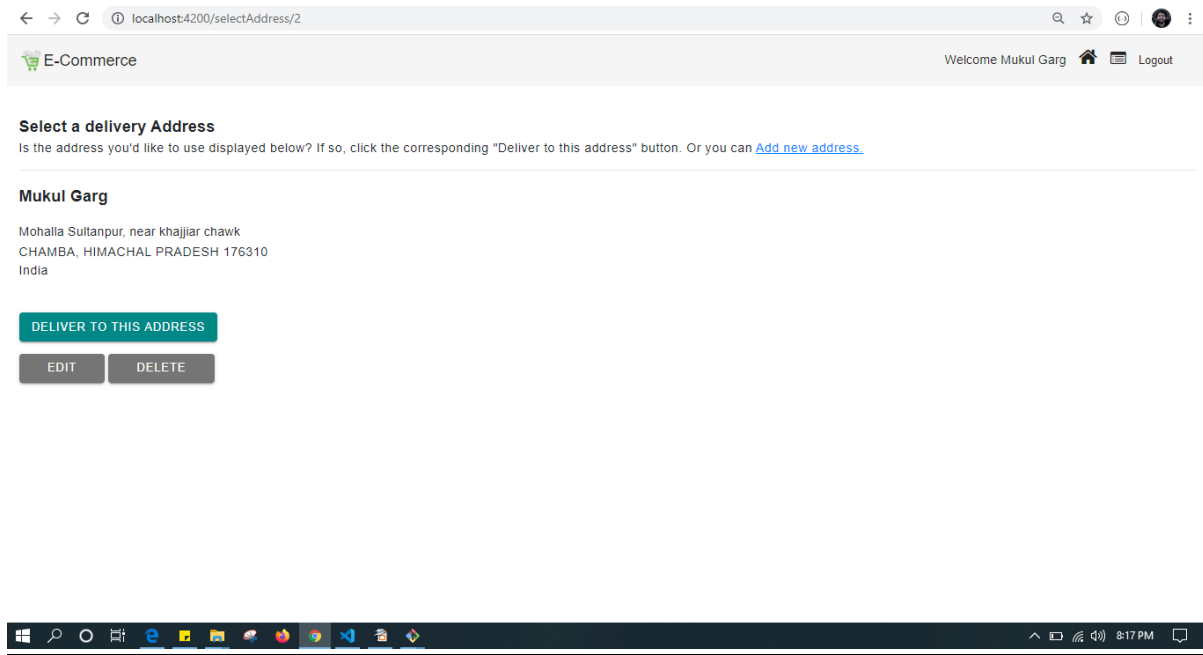 localhost:4200/selectAddress/2
E-Commerce
Welcome Mukul Garg Logout
Select a delivery Address
Is the address you'd like to use displayed below? If so, click the corresponding "Deliver to this address" button. Or you can Add new address.
Mukul Garg
Mohalla Sultanpur, near khajjiar chawk
CHAMBA, HIMACHAL PRADESH 176310
India
DELIVER TO THIS ADDRESS
EDIT DELETE
8:17 PM